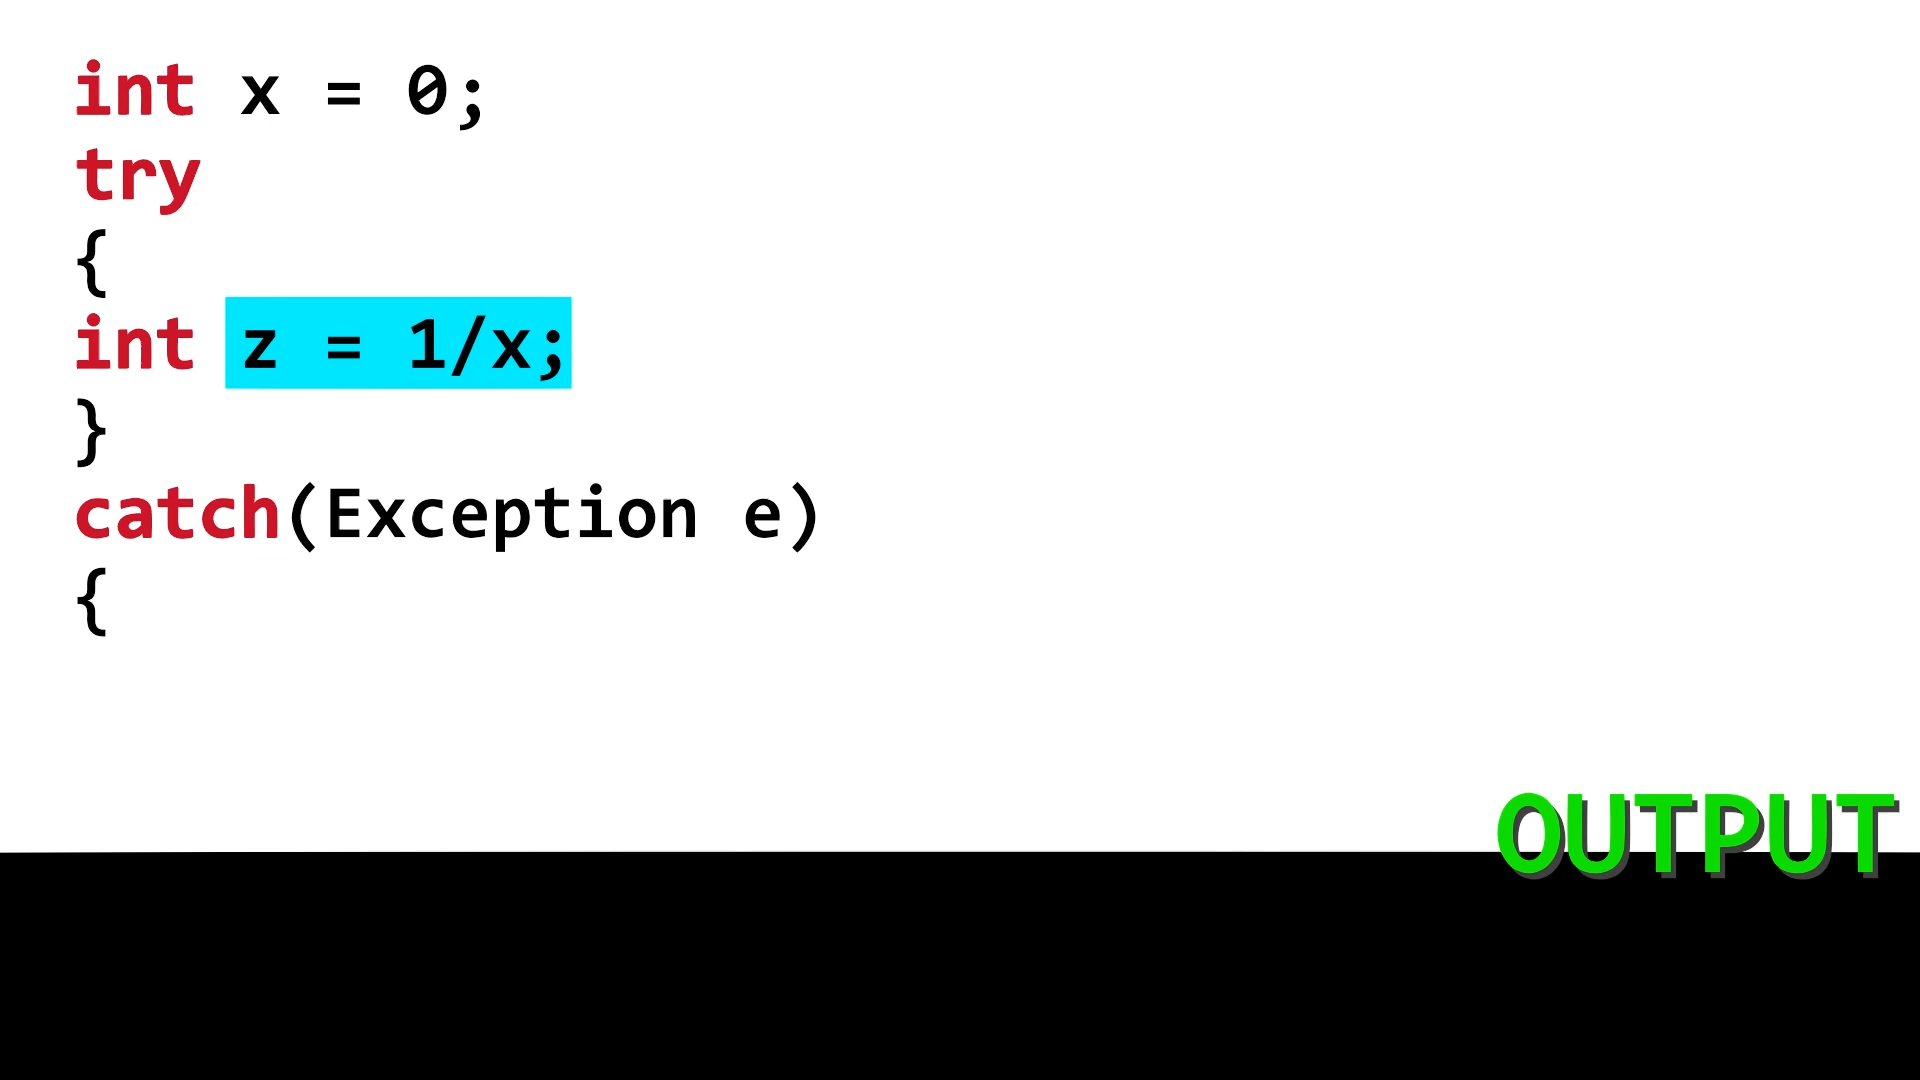 int x = 0;
try
{
int z = 1/x;
}
catch(Exception e)
{
OUTPUT